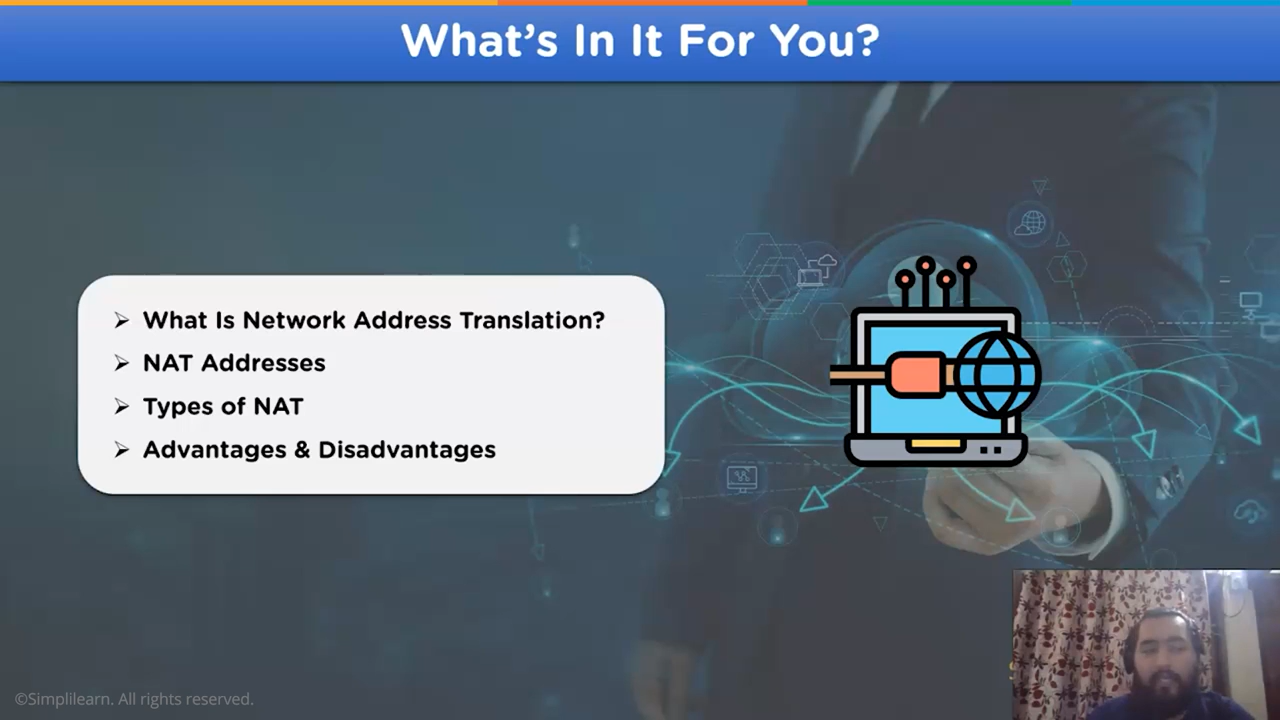 What's In It For You?
➢ What Is Network Address Translation?
➢ NAT Addresses
➢ Types of NAT
➢ Advantages & Disadvantages
©Simplilearn. All rights reserved.